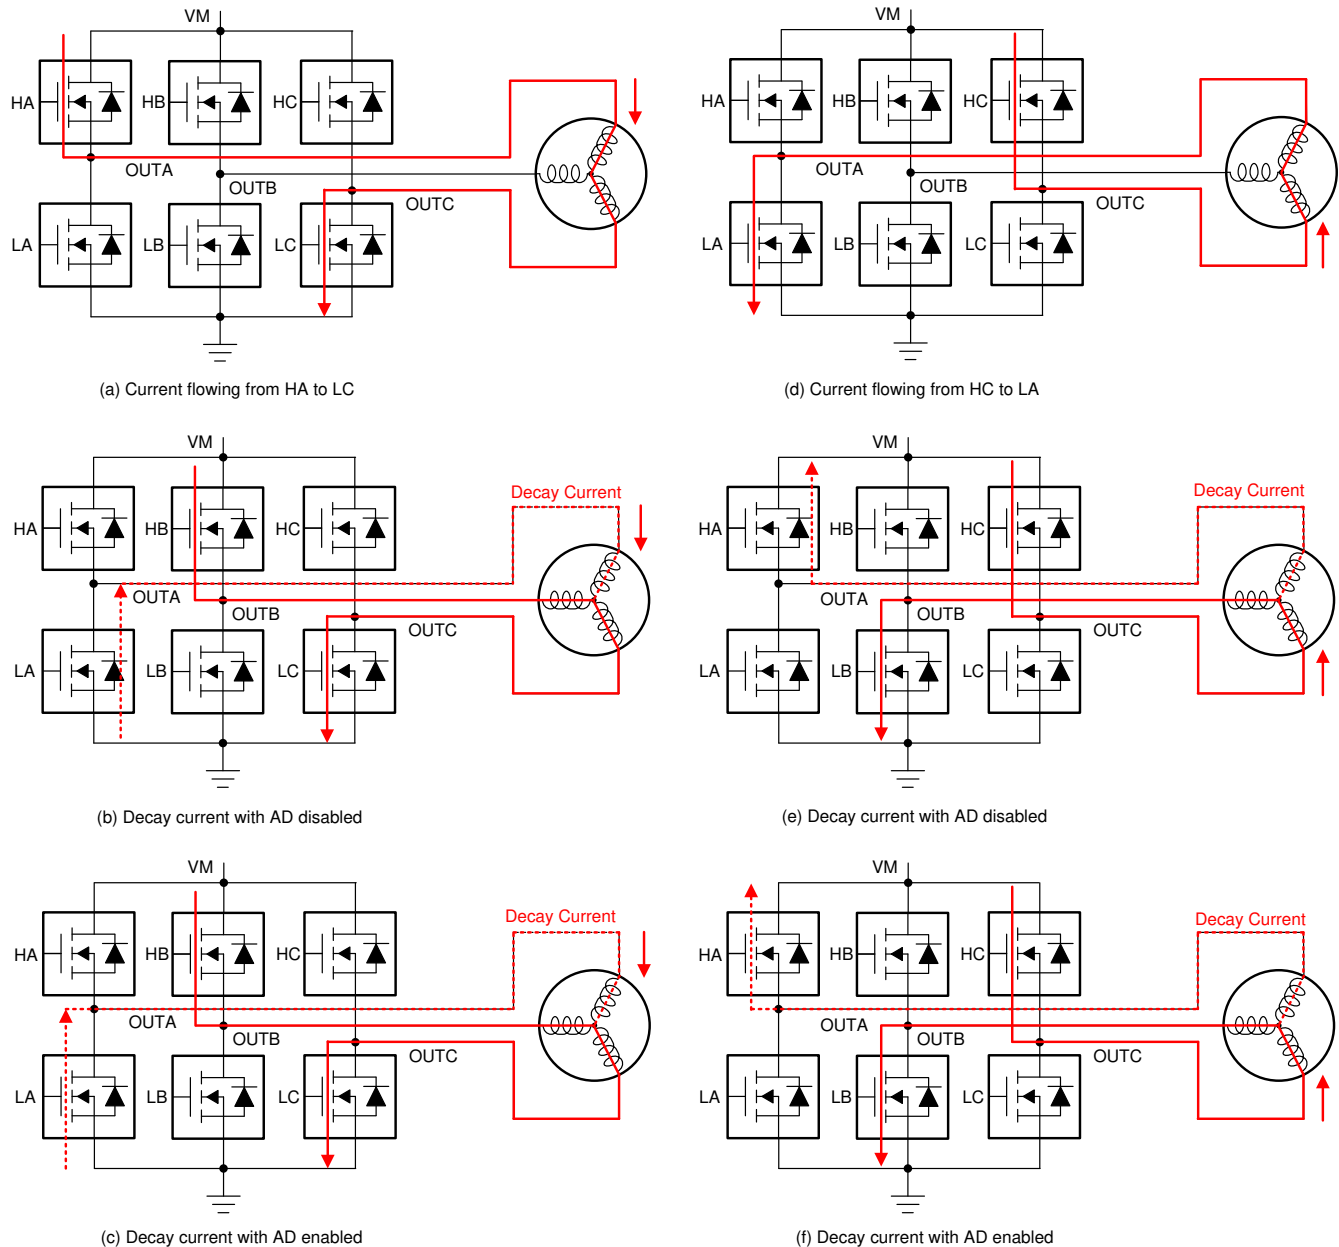 VM
HA
HB
HC
OUTA
OUTB
OUTC
LA
LB
LC
(a) Current flowing from HA to LC
VM
HA
HB
HC
OUTA
OUTB
OUTC
LA
LB
LC
(d) Current flowing from HC to LA
VM
Decay Current
HA
HB
HC
OUTA
OUTB
OUTC
LA
LB
LC
(b) Decay current with AD disabled
VM
Decay Current
HA
HB
HC
OUTA
OUTB
OUTC
LA
LB
LC
(e) Decay current with AD disabled
VM
Decay Current
HA
HB
HC
OUTA
OUTB
OUTC
LA
LB
LC
(c) Decay current with AD enabled
VM
Decay Current
HA
HB
HC
OUTA
OUTB
OUTC
LA
LB
LC
(f) Decay current with AD enabled